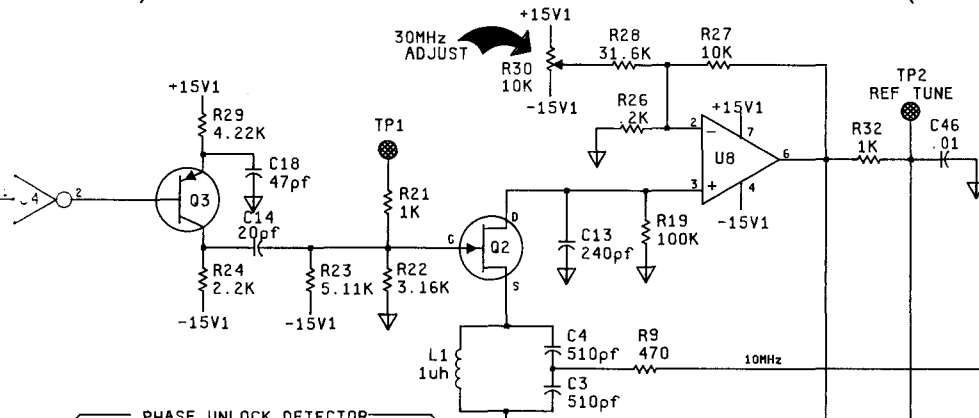 +15V1
30MHz
ADJUST
R30
10K
-15V1
R28
31.6K
R27
10K
TP2
REF TUNE
+15V1
R29
4.22K
TP1
R26
2K
+15V1
2
-
7
U8
6
R32
1K
C46
.01
4
2
Q3
C18
47pf
R21
1K
3
+
4
-15V1
C14
20pf
G
D
Q2
S
C13
240pf
R19
100K
R24
2.2K
R23
5.11K
R22
3.16K
-15V1
-15V1
L1
1uh
C4
510pf
R9
470
10MHz
C3
510pf
PHASE UNLOCK DETECTOR